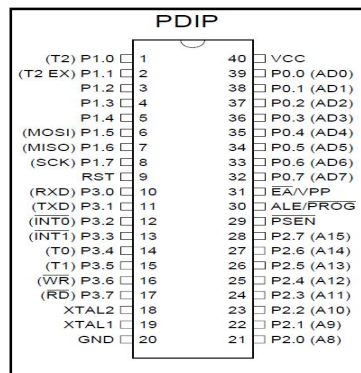 PDIP
(T2) P1.0 1 40 VCC
(T2 EX) P1.1 2 39 P0.0 (AD0)
P1.2 3 38 P0.1 (AD1)
P1.3 4 37 P0.2 (AD2)
P1.4 5 36 P0.3 (AD3)
(MOSI) P1.5 6 35 P0.4 (AD4)
(MISO) P1.6 7 34 P0.5 (AD5)
(SCK) P1.7 8 33 P0.6 (AD6)
RST 9 32 P0.7 (AD7)
(RXD) P3.0 10 31 E̅A̅/VPP
(TXD) P3.1 11 30 ALE/P̅R̅O̅G̅
(I̅N̅T̅0̅) P3.2 12 29 P̅S̅E̅N̅
(I̅N̅T̅1̅) P3.3 13 28 P2.7 (A15)
(T0) P3.4 14 27 P2.6 (A14)
(T1) P3.5 15 26 P2.5 (A13)
(W̅R̅) P3.6 16 25 P2.4 (A12)
(R̅D̅) P3.7 17 24 P2.3 (A11)
XTAL2 18 23 P2.2 (A10)
XTAL1 19 22 P2.1 (A9)
GND 20 21 P2.0 (A8)